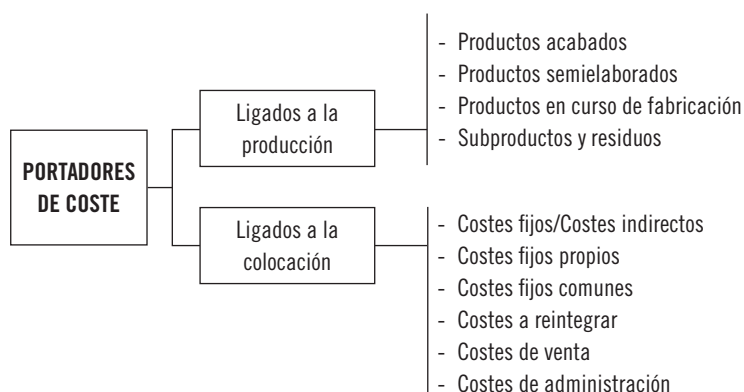 PORTADORES
DE COSTE
Ligados a la
producción
- Productos acabados
- Productos semielaborados
- Productos en curso de fabricación
- Subproductos y residuos
Ligados a la
colocación
- Costes fijos/Costes indirectos
- Costes fijos propios
- Costes fijos comunes
- Costes a reintegrar
- Costes de venta
- Costes de administración